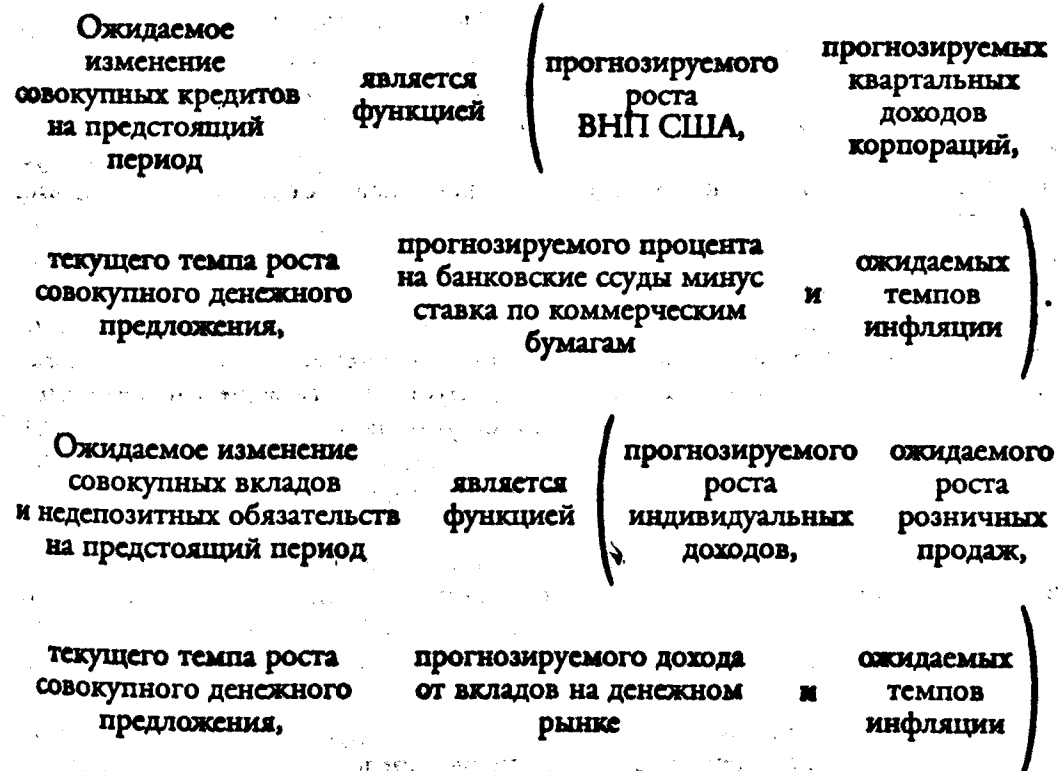 Ожидаемое
изменение
совокупных кредитов
на предстоящий
период
является
функцией
(
прогнозируемого
роста
ВНП США,
прогнозируемых
квартальных
доходов
корпораций,
текущего темпа роста
совокупного денежного
предложения,
прогнозируемого процента
на банковские ссуды минус
ставка по коммерческим
бумагам
и
ожидаемых
темпов
инфляции
).
Ожидаемое изменение
совокупных вкладов
и недепозитных обязательств
на предстоящий период
является
функцией
(
прогнозируемого
роста
индивидуальных
доходов,
ожидаемого
роста
розничных
продаж,
текущего темпа роста
совокупного денежного
предложения,
прогнозируемого дохода
от вкладов на денежном
рынке
и
ожидаемых
темпов
инфляции
)